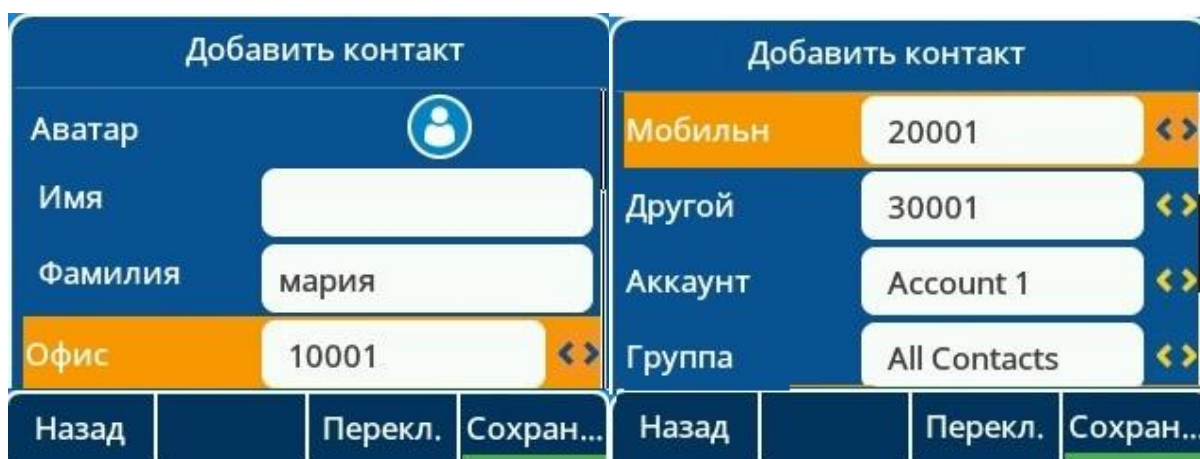 Добавить контакт
Аватар
Имя
Фамилия мария
Офис 10001
Назад Перекл. Сохран...
Добавить контакт
Мобильн 20001
Другой 30001
Аккаунт Account 1
Группа All Contacts
Назад Перекл. Сохран...